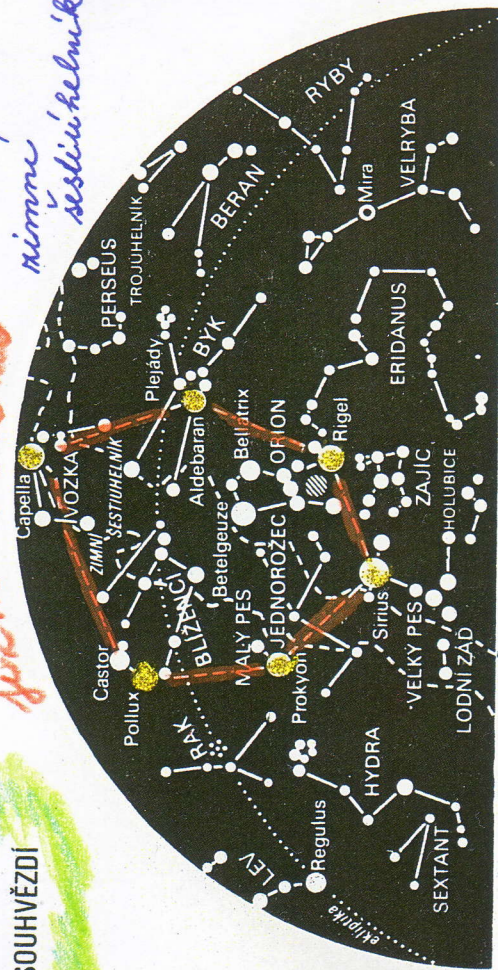 SOUHVĚZDÍ
zimní
šestiúhelník
Capella
VOZKA
PERSEUS
TROJÚHELNÍK
ZIMNÍ
ŠESTIÚHELNÍK
Plejády
BÝK
BERAN
RYBY
Castor
Pollux
BLÍŽENCI
Aldebaran
Betelgeuze
Bellatrix
ORION
Mira
VELRYBA
RAK
MALÝ PES
JEDNOROŽEC
Prokyon
Rigel
ERIDANUS
LEV
Regulus
Sirius
ZAJÍC
HOLUBICE
ekliptika
HYDRA
VELKÝ PES
LODNÍ ZÁĎ
SEXTANT